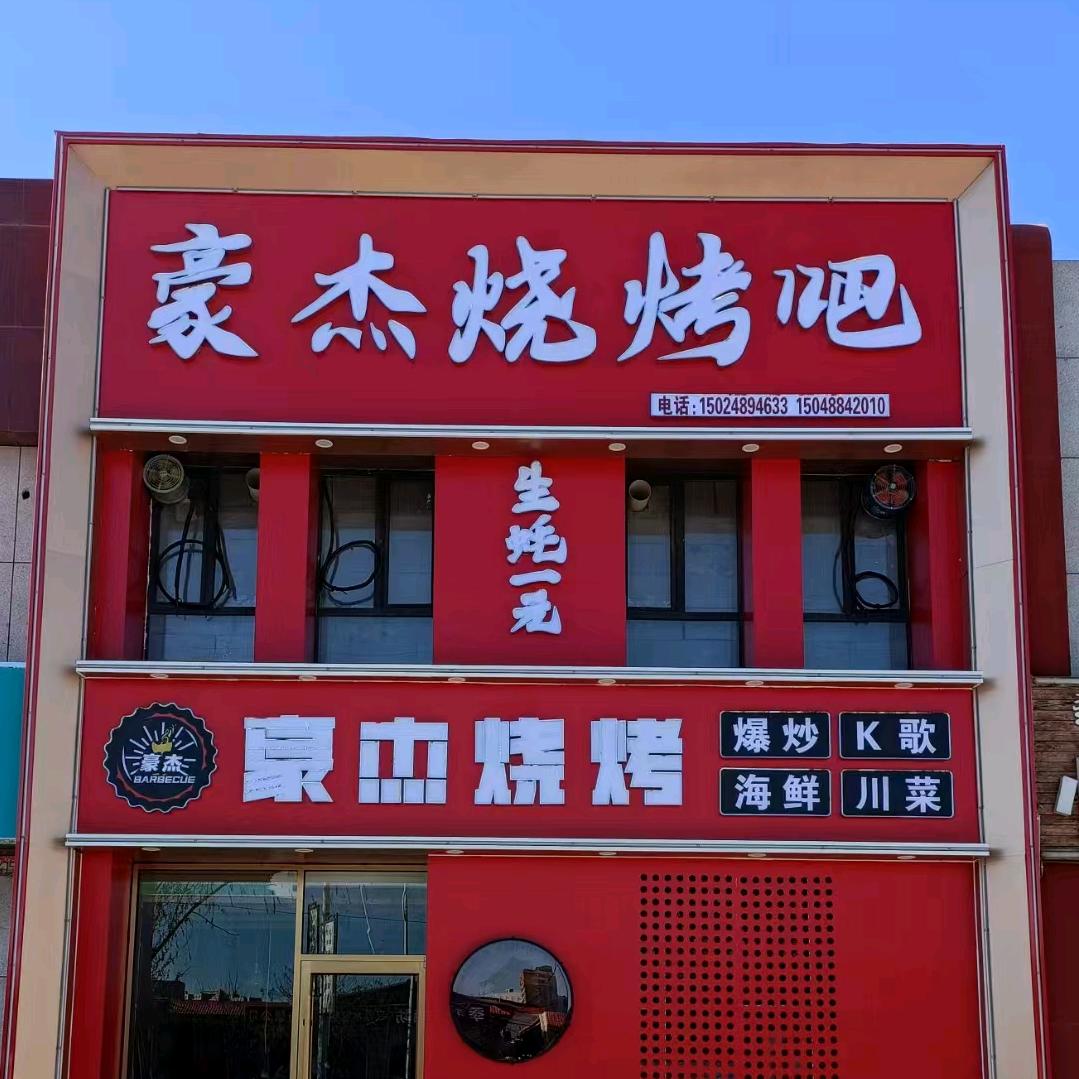 豪杰烧烤吧
电话:15024894633 15048842010
生蚝一元
豪杰
BARBECUE
豪杰烧烤
爆炒 K歌
海鲜 川菜